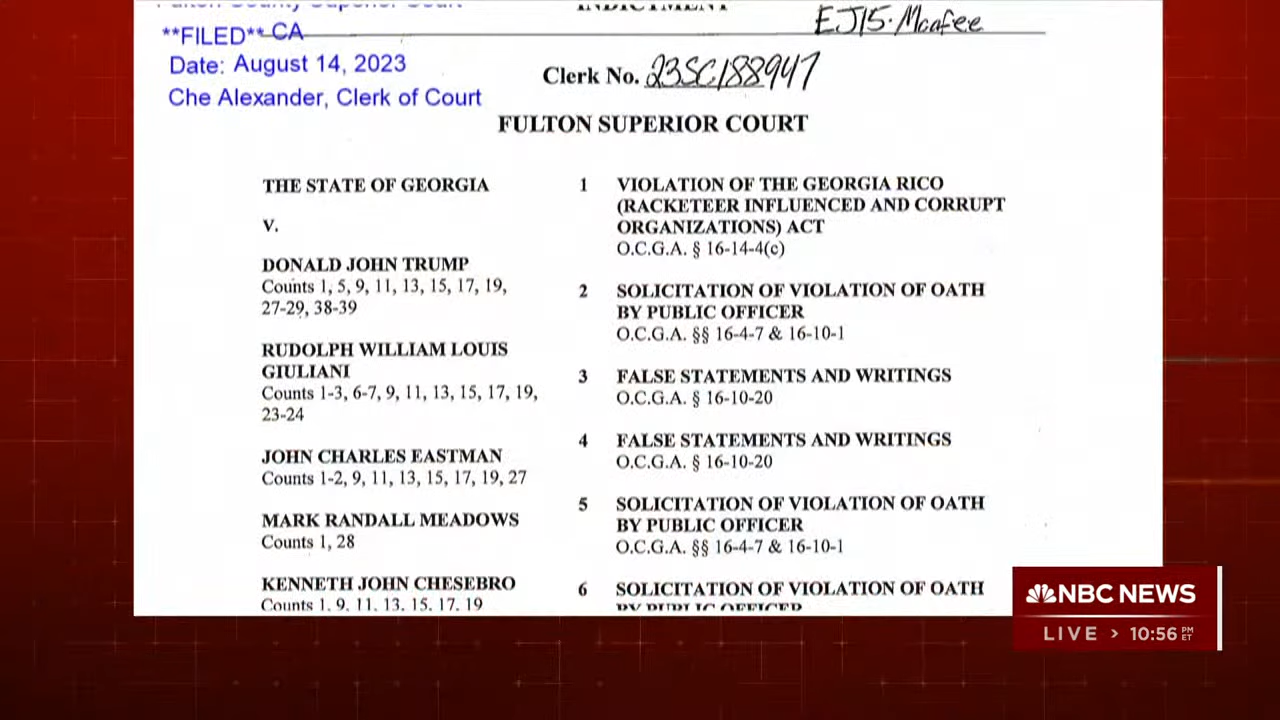 Fulton County Superior Court
INDICTMENT
**FILED** CA
EJ15. Mcafee
Date: August 14, 2023
Clerk No. 23SC188947
Che Alexander, Clerk of Court
FULTON SUPERIOR COURT
THE STATE OF GEORGIA
V.
DONALD JOHN TRUMP
Counts 1, 5, 9, 11, 13, 15, 17, 19,
27-29, 38-39
RUDOLPH WILLIAM LOUIS
GIULIANI
Counts 1-3, 6-7, 9, 11, 13, 15, 17, 19,
23-24
JOHN CHARLES EASTMAN
Counts 1-2, 9, 11, 13, 15, 17, 19, 27
MARK RANDALL MEADOWS
Counts 1, 28
KENNETH JOHN CHESEBRO
Counts 1, 9, 11, 13, 15, 17, 19
1 VIOLATION OF THE GEORGIA RICO
(RACKETEER INFLUENCED AND CORRUPT
ORGANIZATIONS) ACT
O.C.G.A. § 16-14-4(c)
2 SOLICITATION OF VIOLATION OF OATH
BY PUBLIC OFFICER
O.C.G.A. §§ 16-4-7 & 16-10-1
3 FALSE STATEMENTS AND WRITINGS
O.C.G.A. § 16-10-20
4 FALSE STATEMENTS AND WRITINGS
O.C.G.A. § 16-10-20
5 SOLICITATION OF VIOLATION OF OATH
BY PUBLIC OFFICER
O.C.G.A. §§ 16-4-7 & 16-10-1
6 SOLICITATION OF VIOLATION OF OATH
BY PUBLIC OFFICER
NBC NEWS
LIVE > 10:56 PM ET